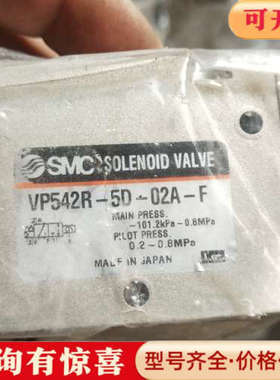 可开
SMC SOLENOID VALVE
VP542R-5D-02A-F
MAIN PRESS.
-101.2kPa-0.8MPa
PILOT PRESS.
0.2-0.8MPa
MADE IN JAPAN
询有惊喜
型号齐全·价格